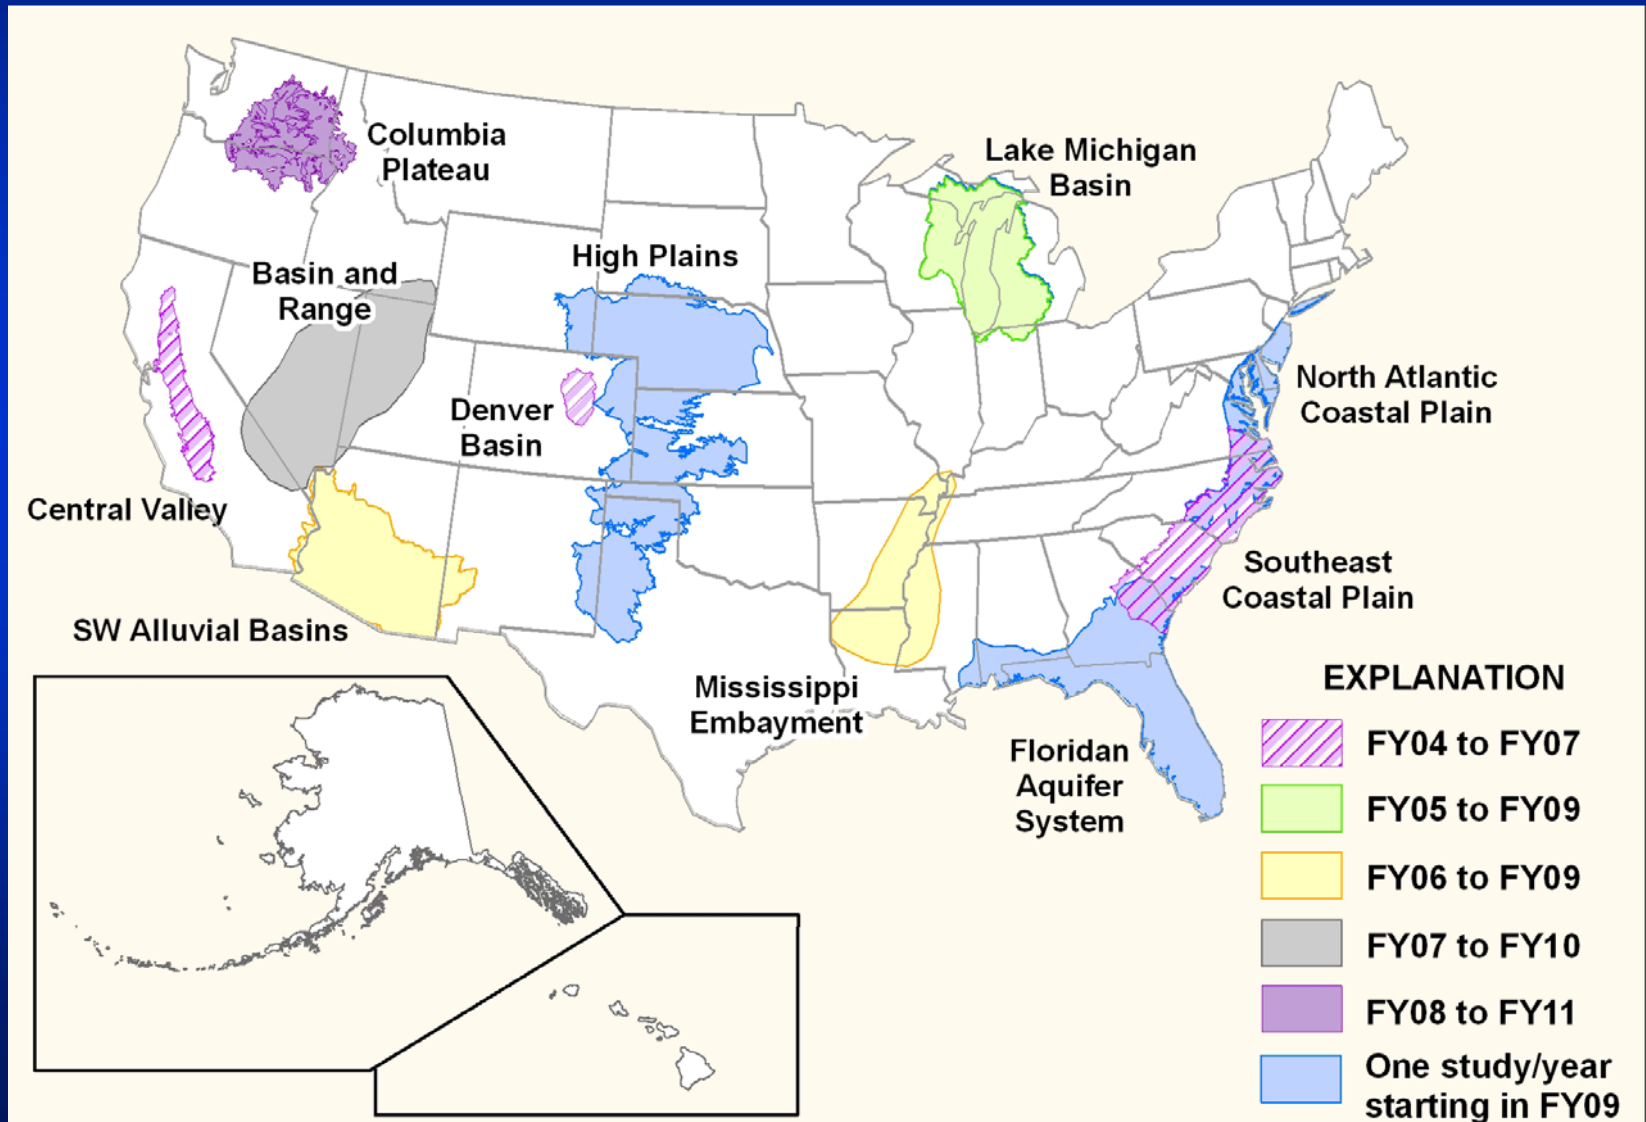 Columbia
Plateau
Lake Michigan
Basin
High Plains
Basin and
Range
North Atlantic
Coastal Plain
Denver
Basin
Central Valley
Southeast
Coastal Plain
SW Alluvial Basins
Mississippi
Embayment
Floridan
Aquifer
System
EXPLANATION
FY04 to FY07
FY05 to FY09
FY06 to FY09
FY07 to FY10
FY08 to FY11
One study/year
starting in FY09